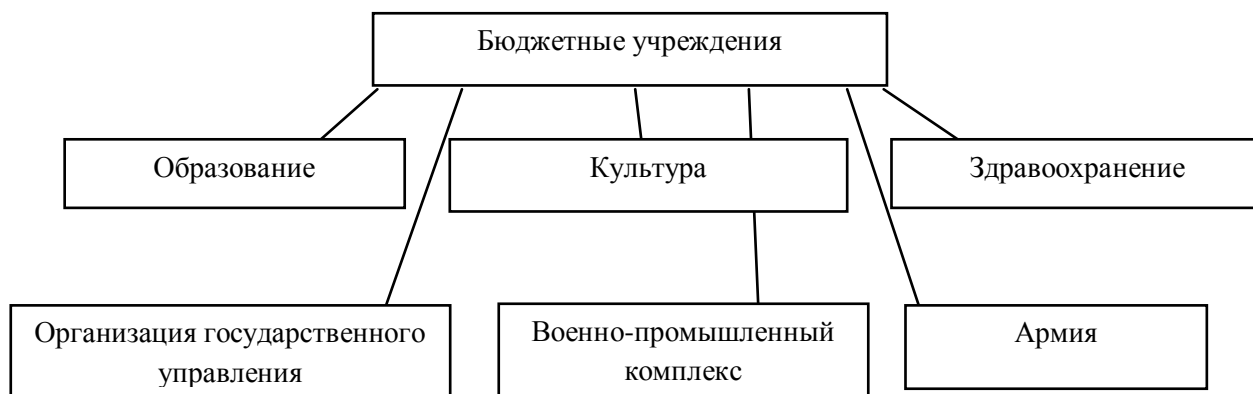 Бюджетные учреждения
Образование
Культура
Здравоохранение
Организация государственного
управления
Военно-промышленный
комплекс
Армия